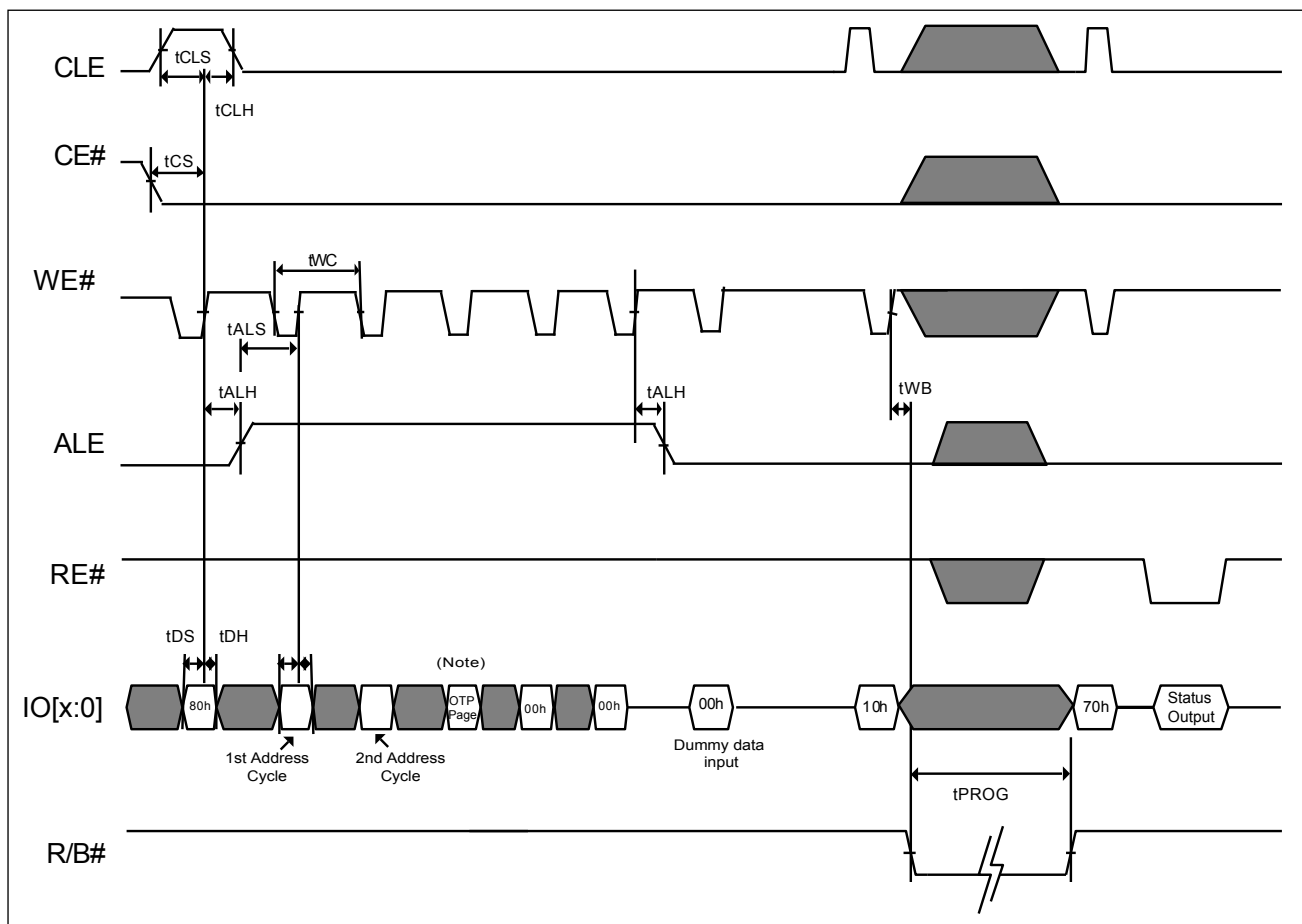 CLE
tCLS
tCLH
CE#
tCS
WE#
tWC
tALS
tALH
tALH
tWB
ALE
RE#
tDS
tDH
(Note)
IO[x:0]
80h
OTP
Page
00h
00h
00h
10h
70h
Status
Output
1st Address
Cycle
2nd Address
Cycle
Dummy data
input
tPROG
R/B#